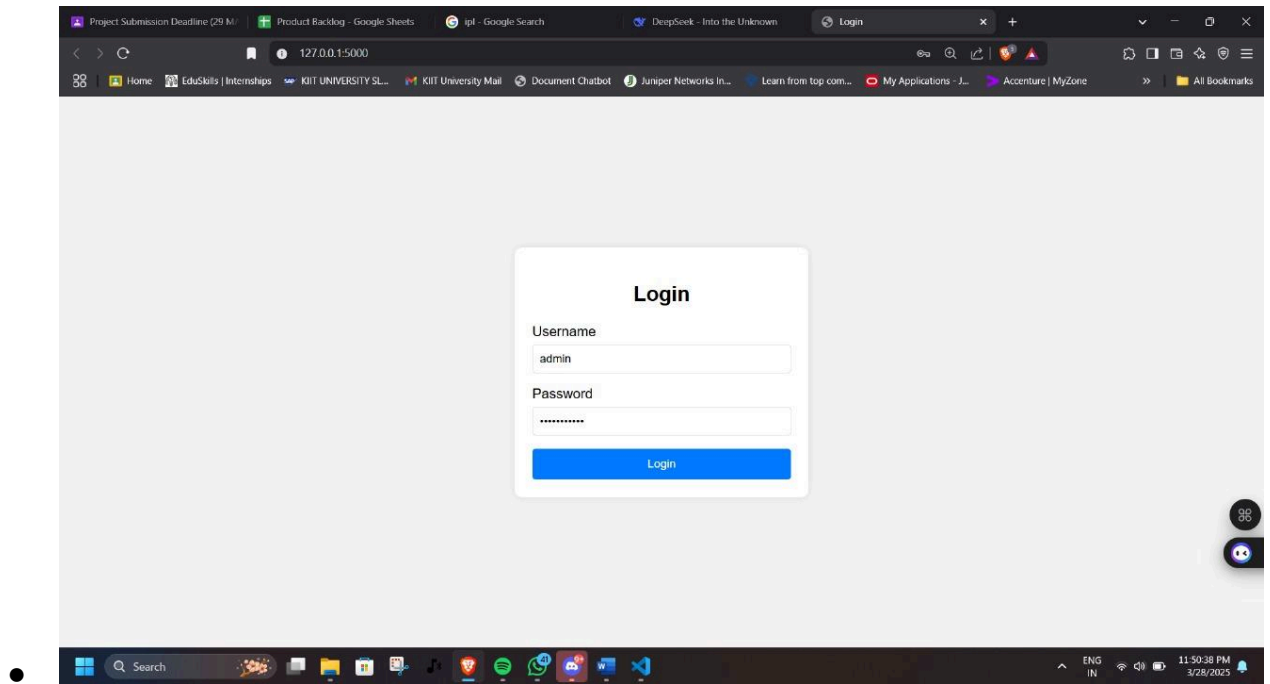 Project Submission Deadline (29 M
Product Backlog - Google Sheets
ipl - Google Search
DeepSeek - Into the Unknown
Login
127.0.0.1:5000
Home
EduSkills | Internships
KIIT UNIVERSITY SL...
KIIT University Mail
Document Chatbot
Juniper Networks In...
Learn from top com...
My Applications - J...
Accenture | MyZone
All Bookmarks
Login
Username
admin
Password
Login
Search
ENG
IN
11:50:38 PM
3/28/2025